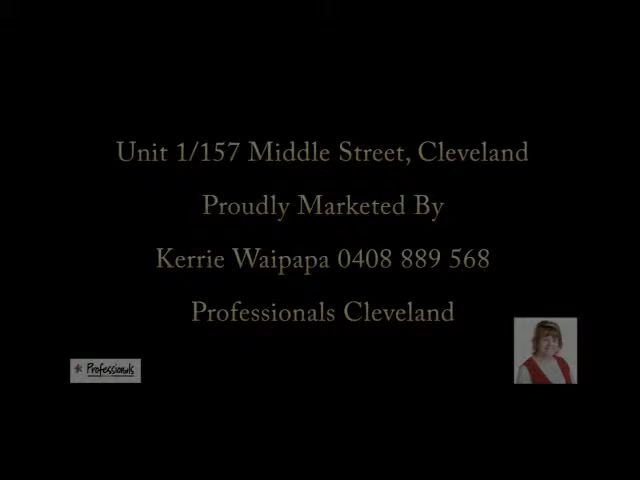 Unit 1/157 Middle Street, Cleveland
Proudly Marketed By
Kerrie Waipapa 0408 889 568
Professionals Cleveland
* Professionals